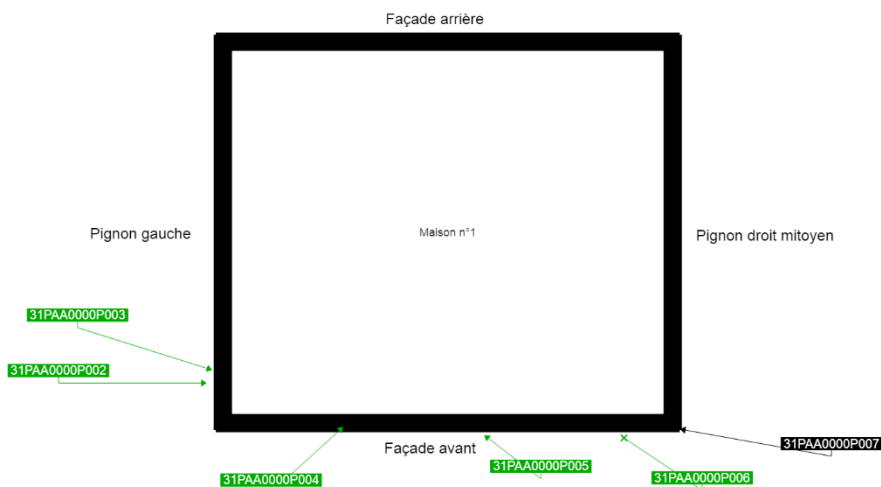 Façade arrière
Pignon gauche
Maison n°1
Pignon droit mitoyen
31PAA0000P003
31PAA0000P002
Façade avant
31PAA0000P007
31PAA0000P004
31PAA0000P005
31PAA0000P006